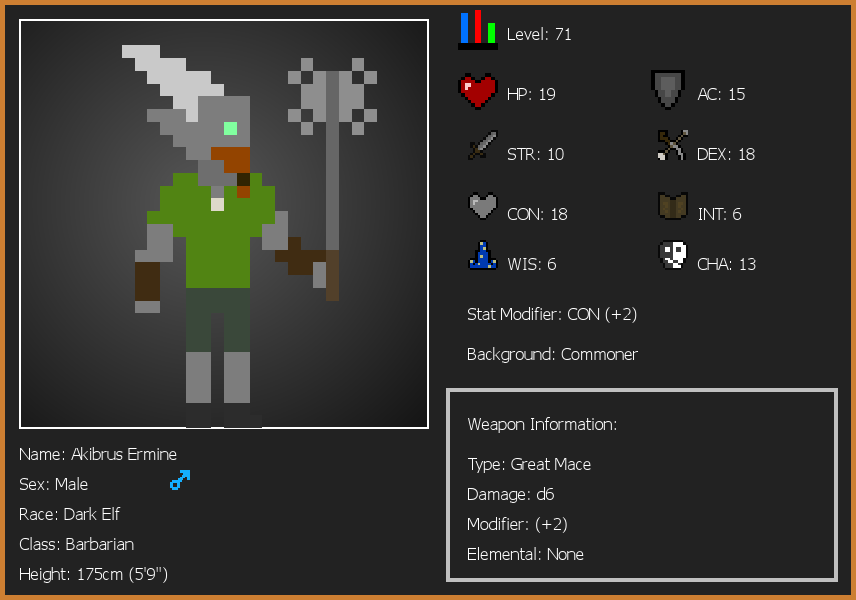 Level: 71
HP: 19
AC: 15
STR: 10
DEX: 18
CON: 18
INT: 6
WIS: 6
CHA: 13
Stat Modifier: CON (+2)
Background: Commoner
Weapon Information:
Type: Great Mace
Damage: d6
Modifier: (+2)
Elemental: None
Name: Akibrus Ermine
Sex: Male
Race: Dark Elf
Class: Barbarian
Height: 175cm (5'9")